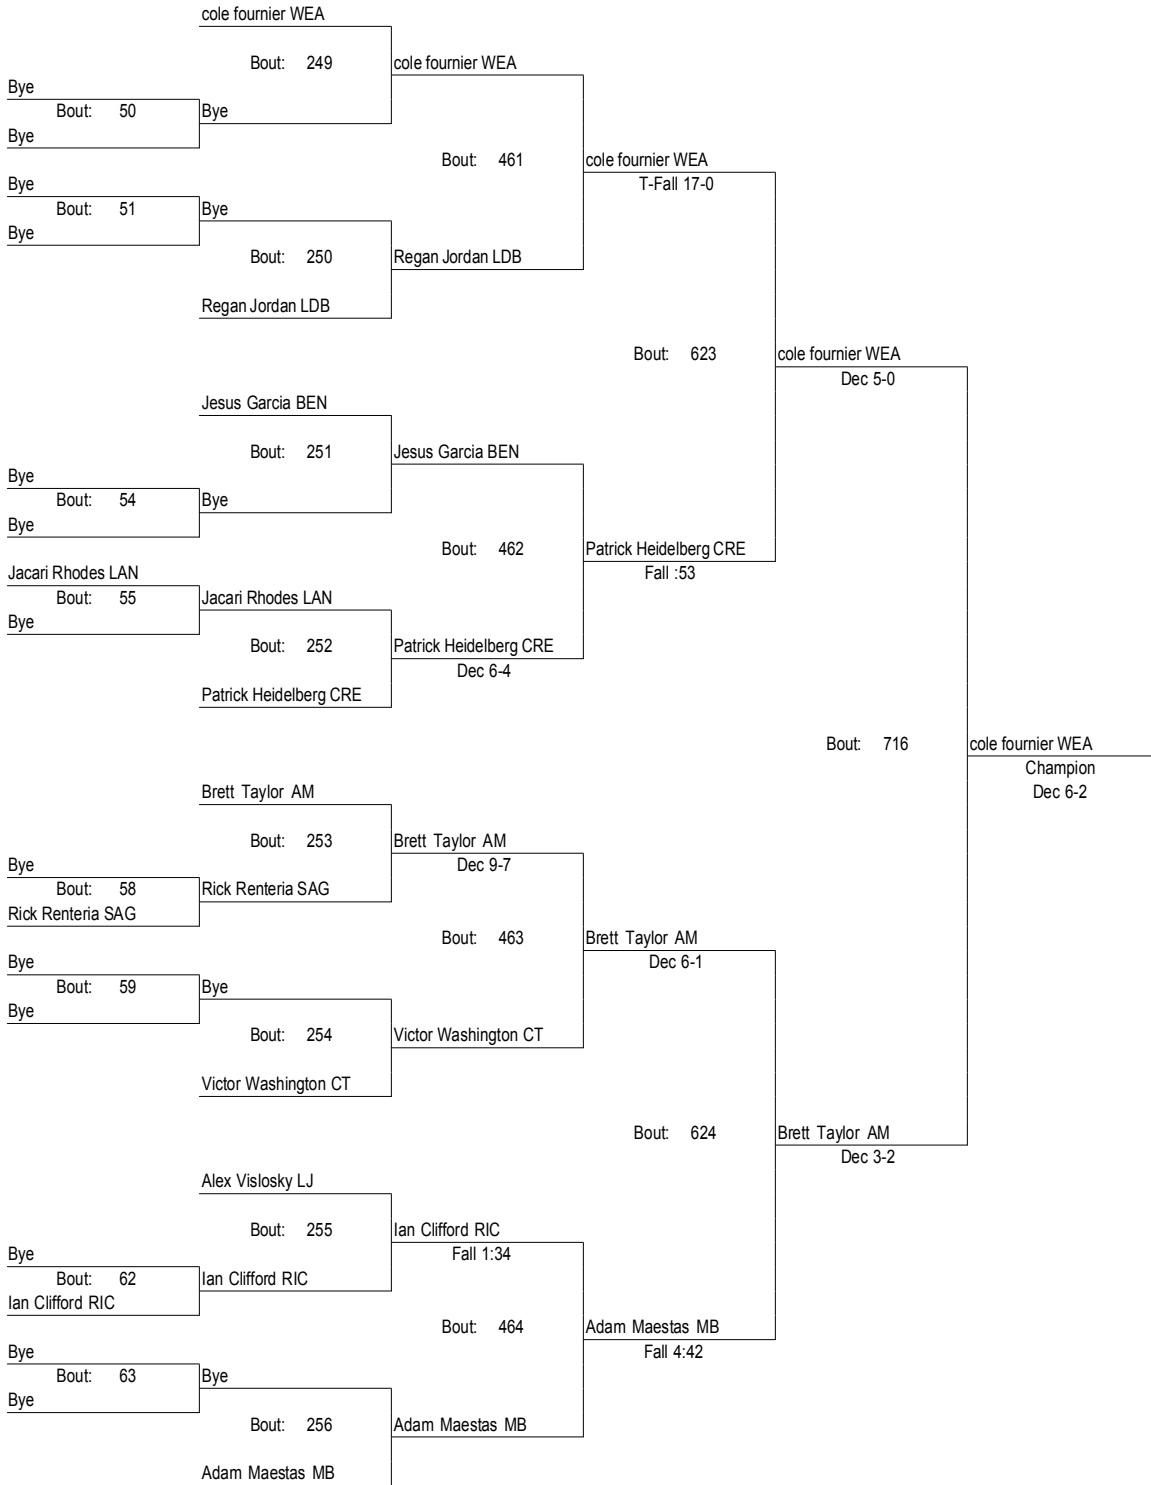 cole fournier WEA
Bout: 249
cole fournier WEA
Bye
Bout: 50
Bye
Bye
Bout: 461
cole fournier WEA
T-Fall 17-0
Bye
Bout: 51
Bye
Bye
Bout: 250
Regan Jordan LDB
Regan Jordan LDB
Bout: 623
cole fournier WEA
Dec 5-0
Jesus Garcia BEN
Bout: 251
Jesus Garcia BEN
Bye
Bout: 54
Bye
Bye
Bout: 462
Patrick Heidelberg CRE
Fall :53
Jacari Rhodes LAN
Bout: 55
Jacari Rhodes LAN
Bye
Bout: 252
Patrick Heidelberg CRE
Dec 6-4
Patrick Heidelberg CRE
Bout: 716
cole fournier WEA
Champion
Dec 6-2
Brett Taylor AM
Bout: 253
Brett Taylor AM
Dec 9-7
Bye
Bout: 58
Rick Renteria SAG
Rick Renteria SAG
Bout: 463
Brett Taylor AM
Dec 6-1
Bye
Bout: 59
Bye
Bye
Bout: 254
Victor Washington CT
Victor Washington CT
Bout: 624
Brett Taylor AM
Dec 3-2
Alex Vislosky LJ
Bout: 255
Ian Clifford RIC
Fall 1:34
Bye
Bout: 62
Ian Clifford RIC
Ian Clifford RIC
Bout: 464
Adam Maestas MB
Fall 4:42
Bye
Bout: 63
Bye
Bye
Bout: 256
Adam Maestas MB
Adam Maestas MB